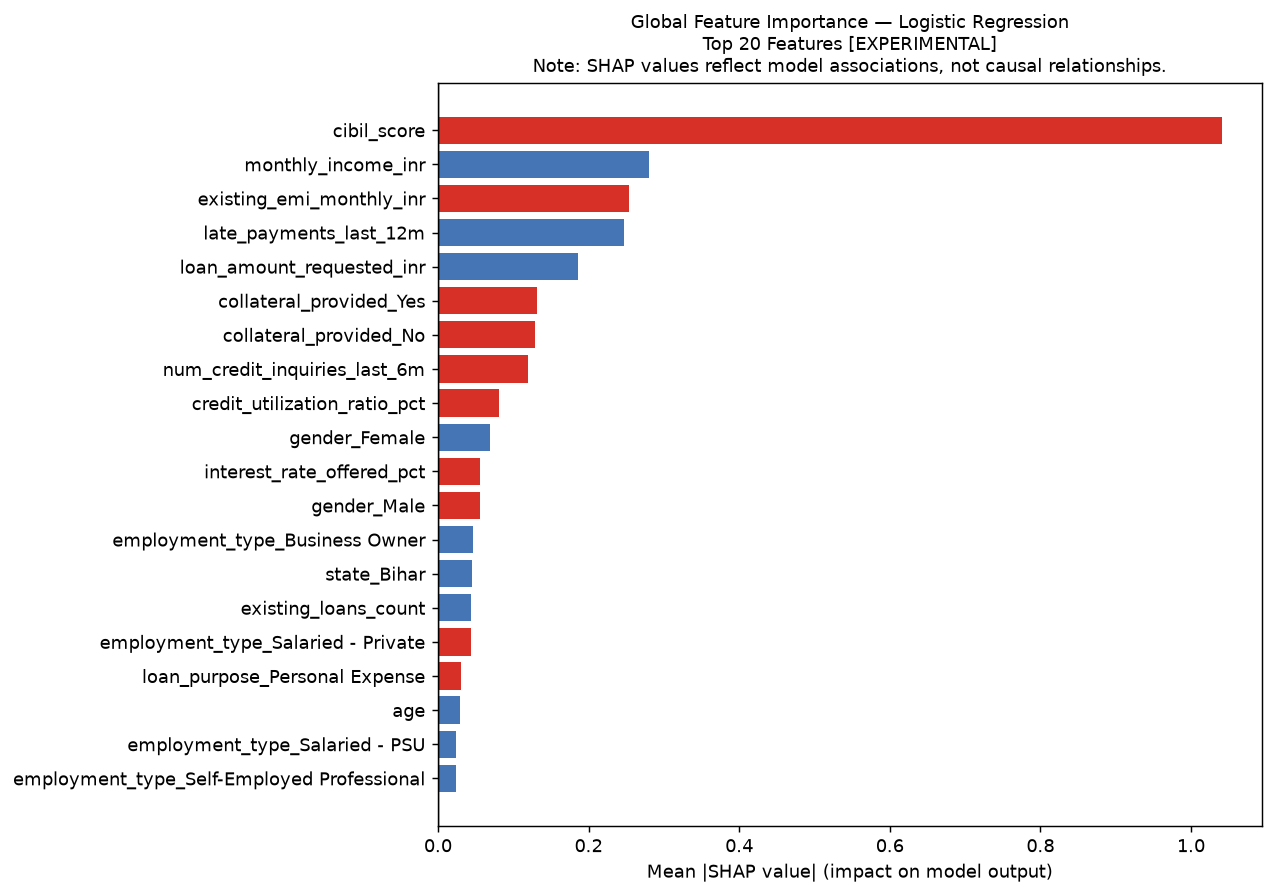 Global Feature Importance — Logistic Regression
Top 20 Features [EXPERIMENTAL]
Note: SHAP values reflect model associations, not causal relationships.
cibil_score
monthly_income_inr
existing_emi_monthly_inr
late_payments_last_12m
loan_amount_requested_inr
collateral_provided_Yes
collateral_provided_No
num_credit_inquiries_last_6m
credit_utilization_ratio_pct
gender_Female
interest_rate_offered_pct
gender_Male
employment_type_Business Owner
state_Bihar
existing_loans_count
employment_type_Salaried - Private
loan_purpose_Personal Expense
age
employment_type_Salaried - PSU
employment_type_Self-Employed Professional
0.0 0.2 0.4 0.6 0.8 1.0
Mean |SHAP value| (impact on model output)